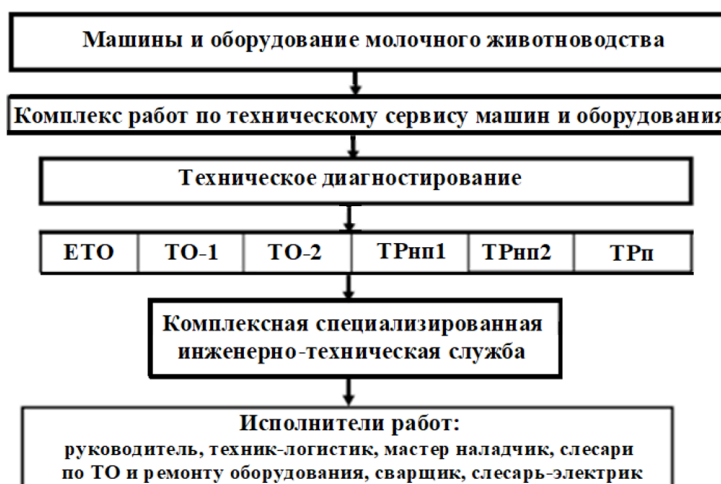 Машины и оборудование молочного животноводства
Комплекс работ по техническому сервису машин и оборудования
Техническое диагностирование
ЕТО ТО-1 ТО-2 ТРнп1 ТРнп2 ТРп
Комплексная специализированная
инженерно-техническая служба
Исполнители работ:
руководитель, техник-логистик, мастер наладчик, слесари
по ТО и ремонту оборудования, сварщик, слесарь-электрик